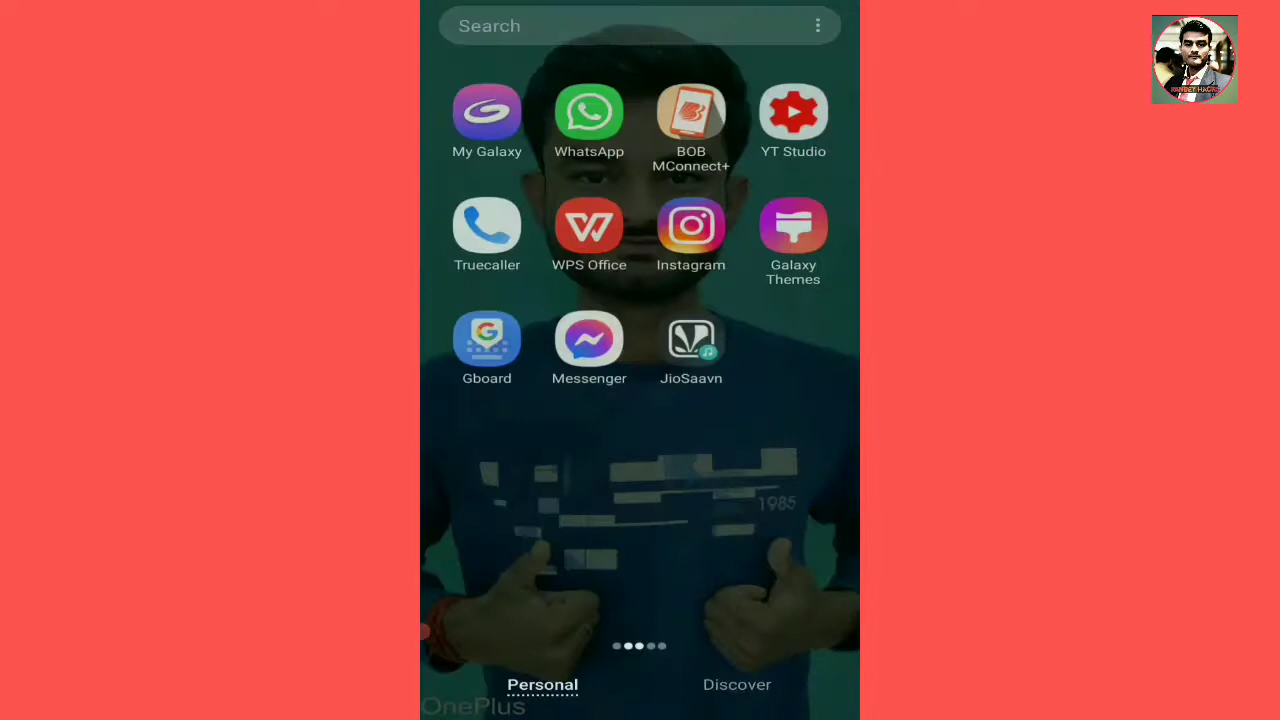 Search
My Galaxy
WhatsApp
BOB
MConnect+
YT Studio
Truecaller
WPS Office
Instagram
Galaxy
Themes
Gboard
Messenger
JioSaavn
1985
Personal
Discover
OnePlus